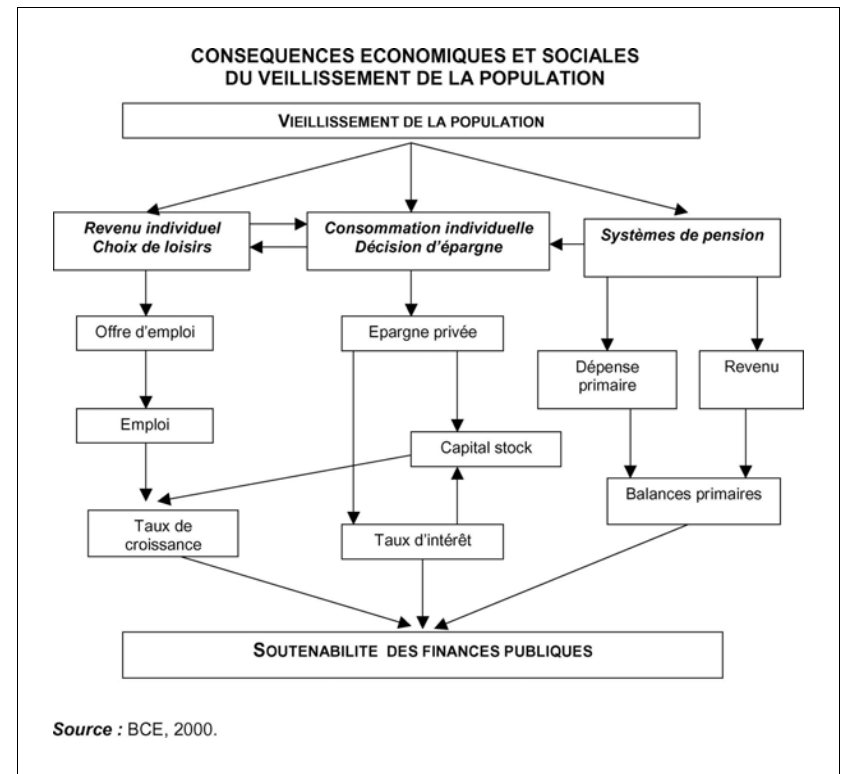 CONSEQUENCES ECONOMIQUES ET SOCIALES
DU VEILLISSEMENT DE LA POPULATION
VIEILLISSEMENT DE LA POPULATION
Revenu individuel
Choix de loisirs
Consommation individuelle
Décision d'épargne
Systèmes de pension
Offre d'emploi
Epargne privée
Dépense
primaire
Revenu
Emploi
Capital stock
Balances primaires
Taux de
croissance
Taux d'intérêt
SOUTENABILITE DES FINANCES PUBLIQUES
Source : BCE, 2000.